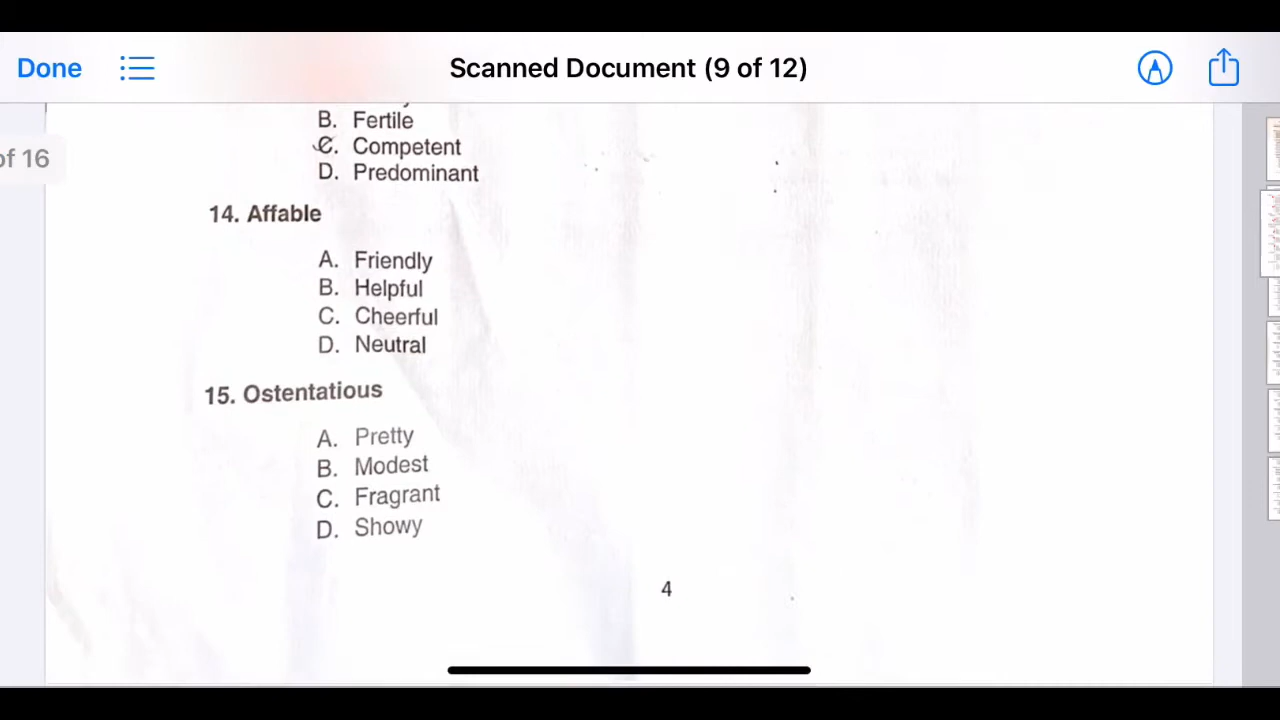 Done
Scanned Document (9 of 12)
of 16
B. Fertile
C. Competent
D. Predominant
14. Affable
A. Friendly
B. Helpful
C. Cheerful
D. Neutral
15. Ostentatious
A. Pretty
B. Modest
C. Fragrant
D. Showy
4